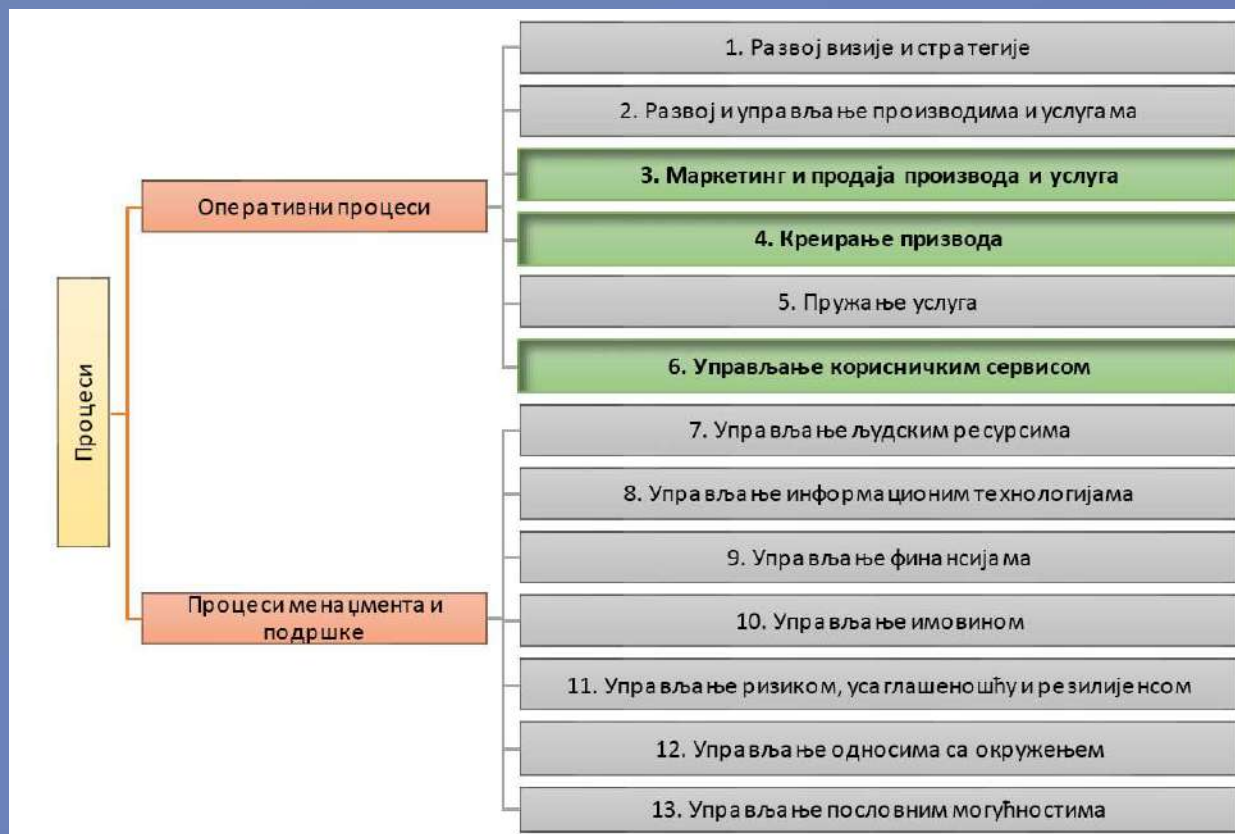 Процеси
Оперативни процеси
1. Развој визије и стратегије
2. Развој и управљање производима и услугама
3. Маркетинг и продаја производа и услуга
4. Креирање призвода
5. Пружање услуга
6. Управљање корисничким сервисом
Процеси менаџмента и
подршке
7. Управљање људским ресурсима
8. Управљање информационим технологијама
9. Управљање финансијама
10. Управљање имовином
11. Управљање ризиком, усаглашеношћу и резилијенсом
12. Управљање односима са окружењем
13. Управљање пословним могућностима